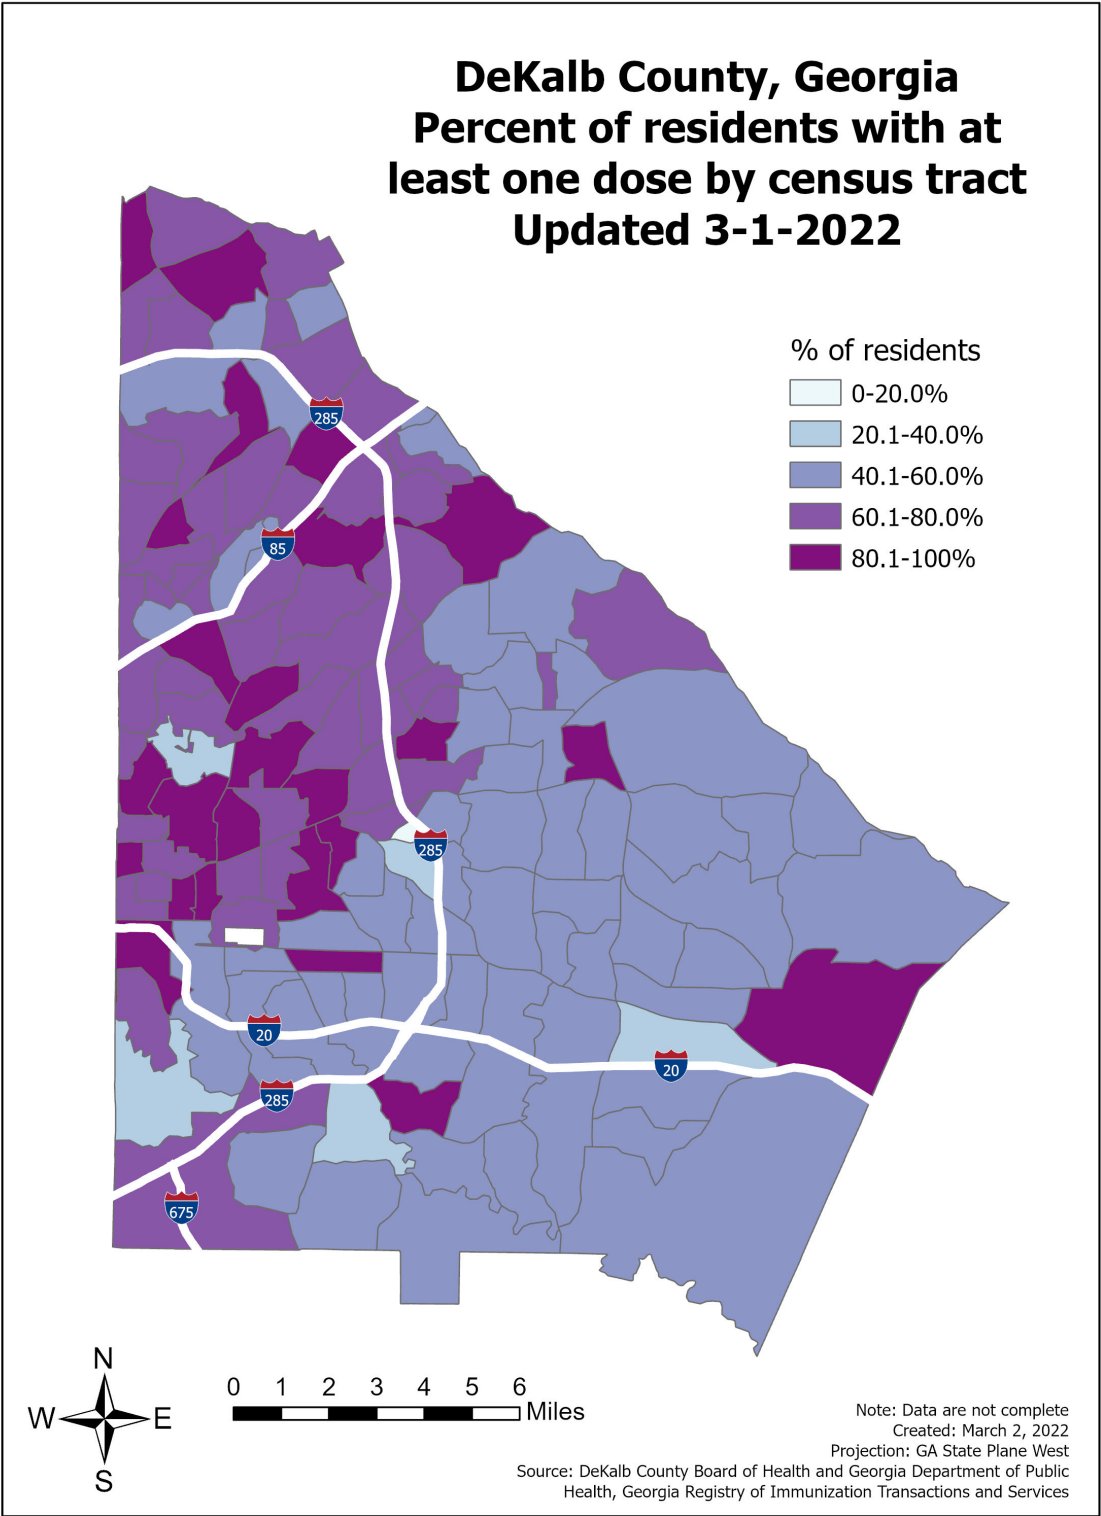 DeKalb County, Georgia
Percent of residents with at
least one dose by census tract
Updated 3-1-2022
% of residents
0-20.0%
20.1-40.0%
40.1-60.0%
60.1-80.0%
80.1-100%
285
85
285
20
20
285
675
N
W E
S
0 1 2 3 4 5 6
Miles
Note: Data are not complete
Created: March 2, 2022
Projection: GA State Plane West
Source: DeKalb County Board of Health and Georgia Department of Public
Health, Georgia Registry of Immunization Transactions and Services